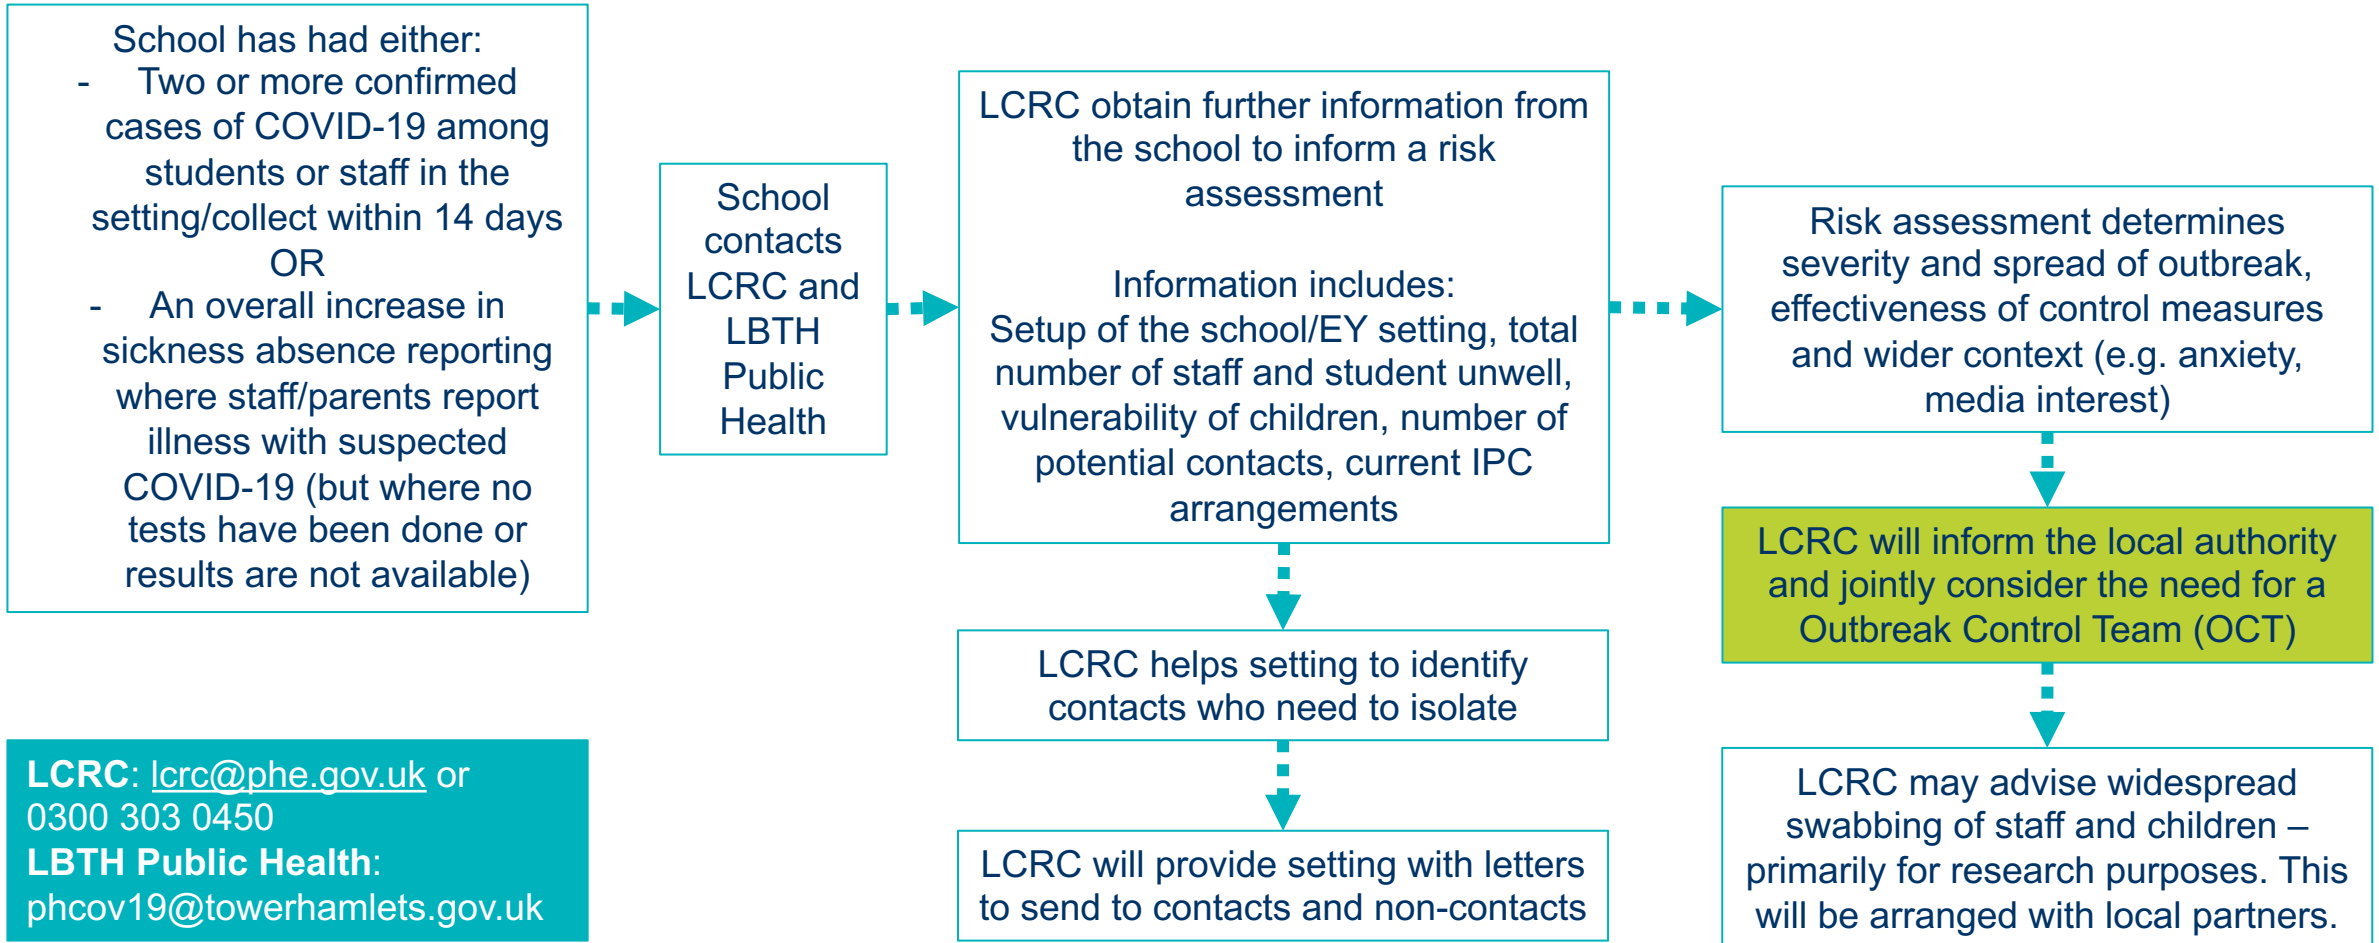 School has had either:
- Two or more confirmed
cases of COVID-19 among
students or staff in the
setting/collect within 14 days
OR
- An overall increase in
sickness absence reporting
where staff/parents report
illness with suspected
COVID-19 (but where no
tests have been done or
results are not available)
School
contacts
LCRC and
LBTH
Public
Health
LCRC obtain further information from
the school to inform a risk
assessment
Information includes:
Setup of the school/EY setting, total
number of staff and student unwell,
vulnerability of children, number of
potential contacts, current IPC
arrangements
Risk assessment determines
severity and spread of outbreak,
effectiveness of control measures
and wider context (e.g. anxiety,
media interest)
LCRC will inform the local authority
and jointly consider the need for a
Outbreak Control Team (OCT)
LCRC helps setting to identify
contacts who need to isolate
LCRC will provide setting with letters
to send to contacts and non-contacts
LCRC may advise widespread
swabbing of staff and children –
primarily for research purposes. This
will be arranged with local partners.
LCRC: lcrc@phe.gov.uk or
0300 303 0450
LBTH Public Health:
phcov19@towerhamlets.gov.uk